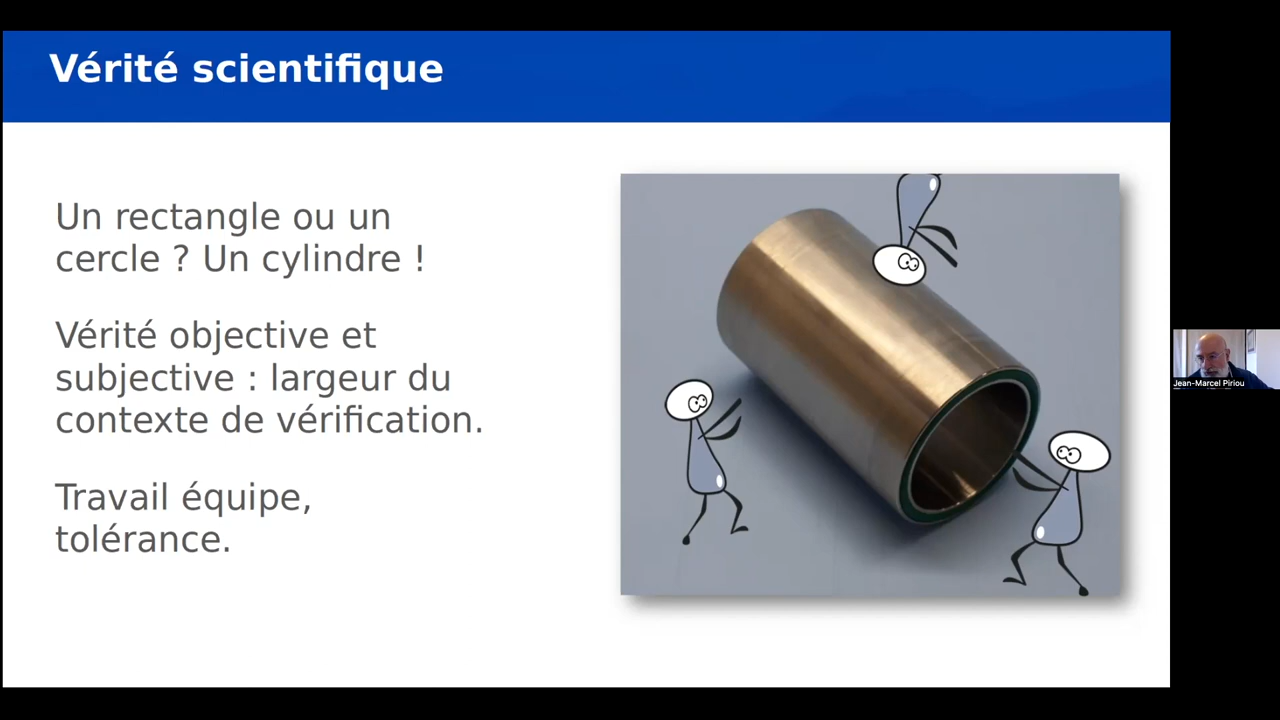 Vérité scientifique
Un rectangle ou un
cercle ? Un cylindre !
Vérité objective et
subjective : largeur du
contexte de vérification.
Travail équipe,
tolérance.
Jean-Marcel Piriou